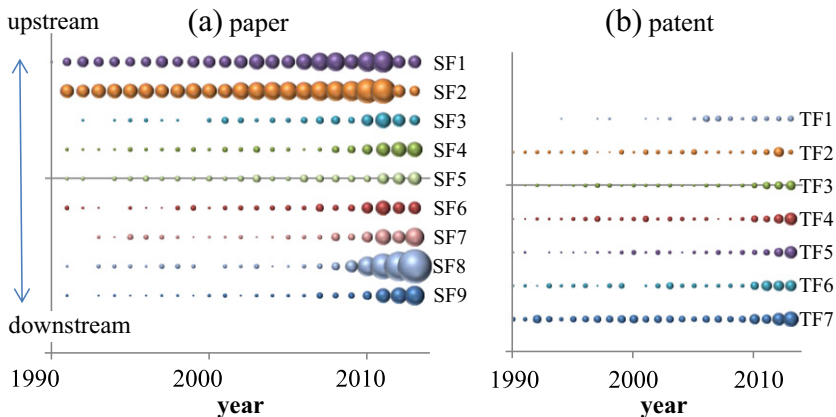 (a) paper
(b) patent
upstream
SF1
SF2
SF3
SF4
SF5
SF6
SF7
SF8
SF9
downstream
TF1
TF2
TF3
TF4
TF5
TF6
TF7
1990 2000 2010
year
1990 2000 2010
year